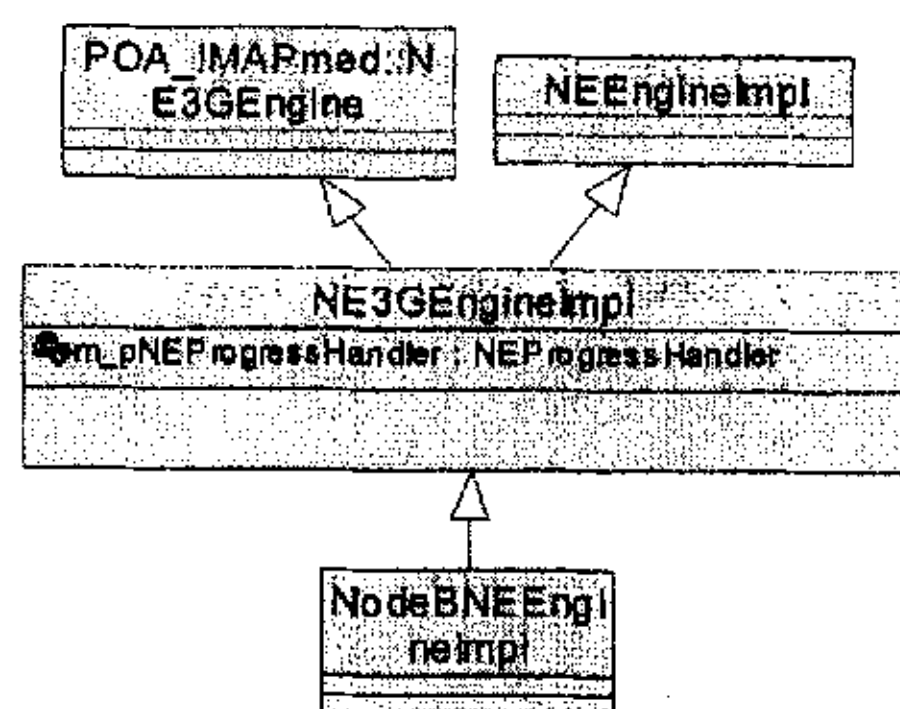 POA_IMAPmed::N
E3GEngine
NEEngineImpl
NE3GEngineImpl
m_pNEProgressHandler : NEProgressHandler
NodeBNEEngi
neImpl